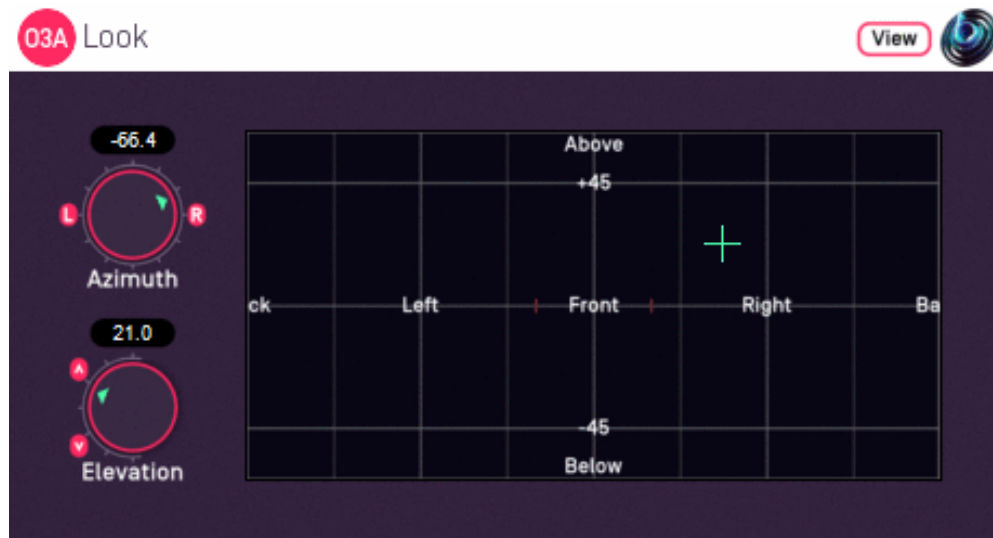 O3A Look
View
-66.4
L R
Azimuth
21.0
Elevation
Above
+45
ck Left Front Right Ba
-45
Below